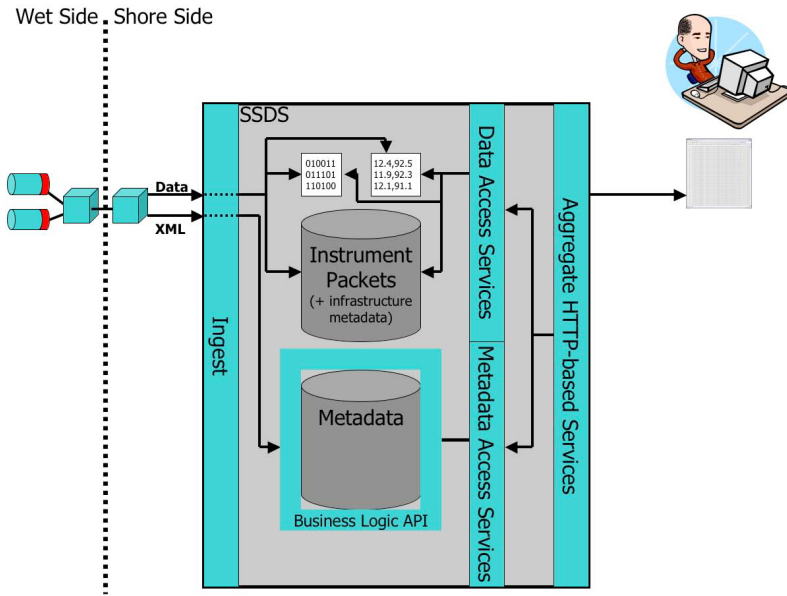 Wet Side
Shore Side
SSDS
Data
XML
Ingest
010011
011101
110100
12.4,92.5
11.9,92.3
12.1,91.1
Instrument
Packets
(+ infrastructure
metadata)
Metadata
Business Logic API
Data Access Services
Metadata Access Services
Aggregate HTTP-based Services